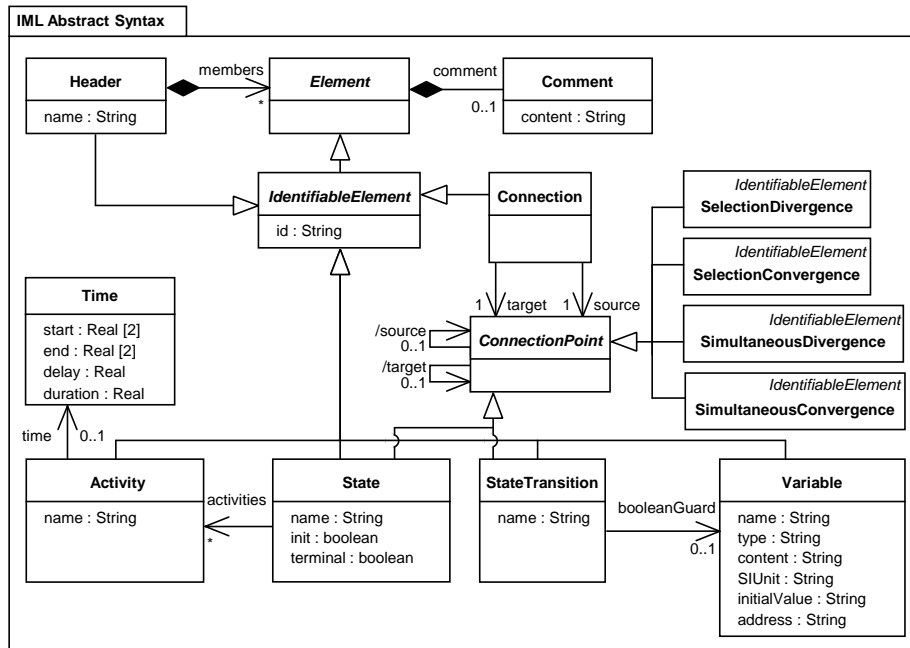 IML Abstract Syntax
Header
name : String
members
*
Element
comment
0..1
Comment
content : String
IdentifiableElement
id : String
Connection
IdentifiableElement
SelectionDivergence
IdentifiableElement
SelectionConvergence
IdentifiableElement
SimultaneousDivergence
IdentifiableElement
SimultaneousConvergence
Time
start : Real [2]
end : Real [2]
delay : Real
duration : Real
1 target
1 source
/source
0..1
/target
0..1
ConnectionPoint
time
0..1
Activity
name : String
activities
*
State
name : String
init : boolean
terminal : boolean
StateTransition
name : String
booleanGuard
0..1
Variable
name : String
type : String
content : String
SIUnit : String
initialValue : String
address : String